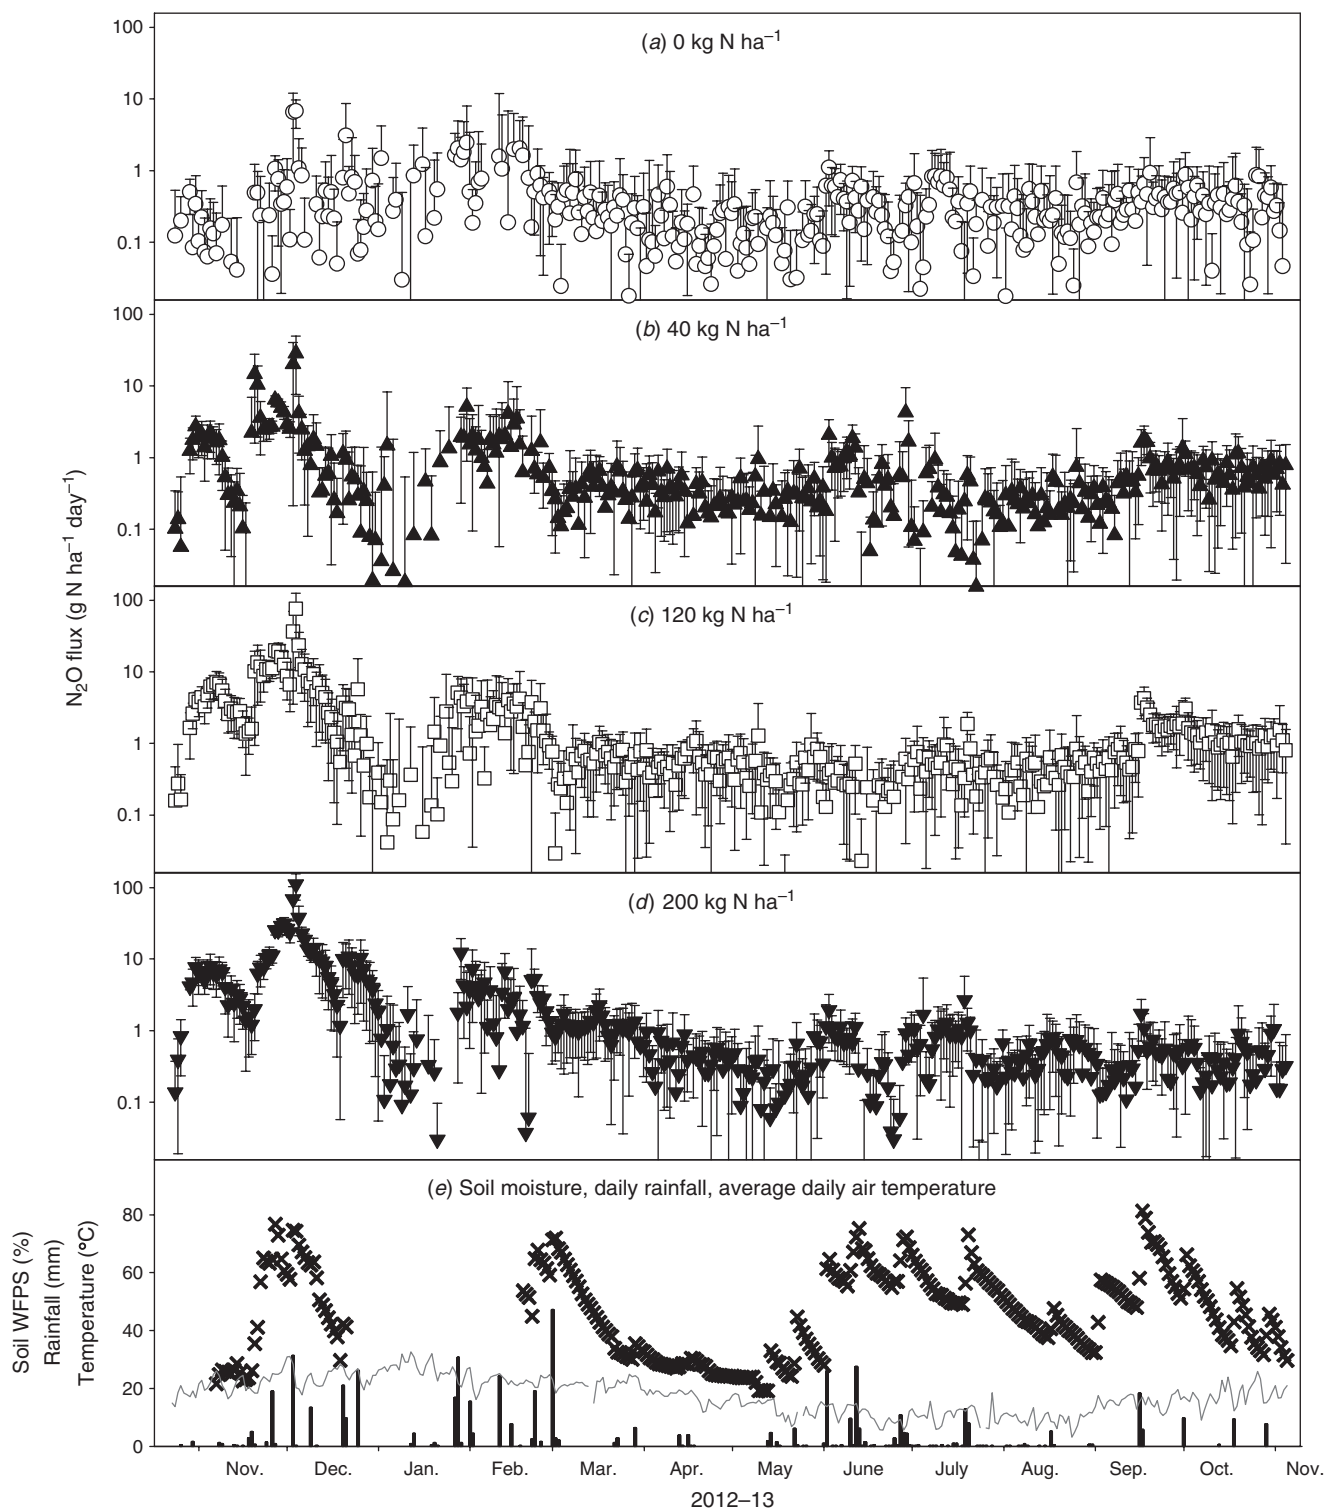 100
(a) 0 kg N ha–1
10
1
0.1
100
(b) 40 kg N ha–1
10
1
0.1
N2O flux (g N ha–1 day–1)
100
(c) 120 kg N ha–1
10
1
0.1
100
(d) 200 kg N ha–1
10
1
0.1
(e) Soil moisture, daily rainfall, average daily air temperature
Soil WFPS (%)
Rainfall (mm)
Temperature (°C)
80
60
40
20
0
Nov. Dec. Jan. Feb. Mar. Apr. May June July Aug. Sep. Oct. Nov.
2012–13